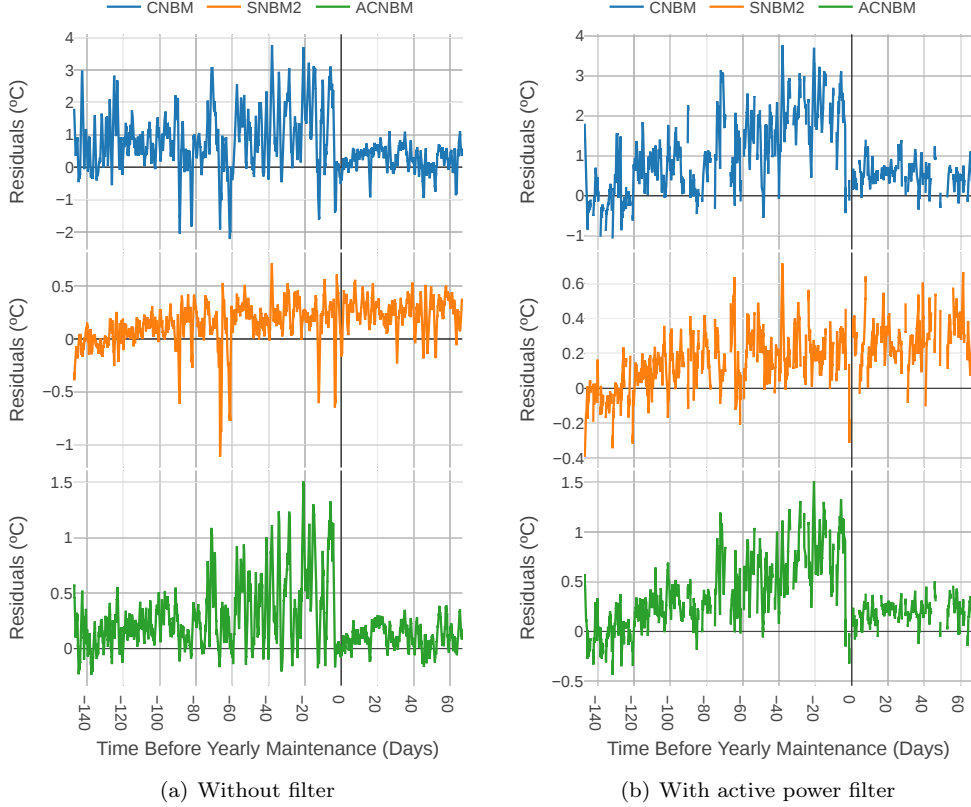 CNBM SNBM2 ACNBM
4
3
2
1
0
−1
−2
Residuals (ºC)
0.5
0
−0.5
−1
Residuals (ºC)
1.5
1
0.5
0
Residuals (ºC)
−140 −120 −100 −80 −60 −40 −20 0 20 40 60
Time Before Yearly Maintenance (Days)
(a) Without filter
CNBM SNBM2 ACNBM
4
3
2
1
0
−1
Residuals (ºC)
0.6
0.4
0.2
0
−0.2
−0.4
Residuals (ºC)
1.5
1
0.5
0
−0.5
Residuals (ºC)
−140 −120 −100 −80 −60 −40 −20 0 20 40 60
Time Before Yearly Maintenance (Days)
(b) With active power filter